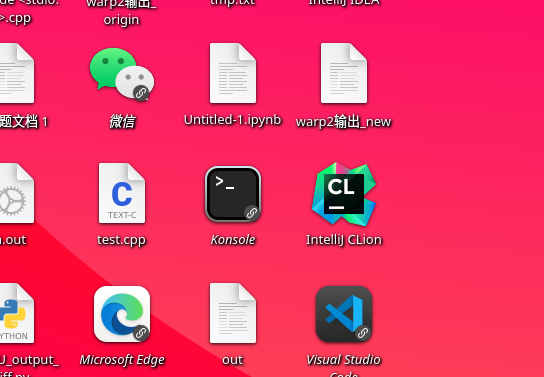 de <stdio.
>.cpp
warp2输出_
origin
tmp.txt
IntelliJ IDEA
题文档 1
微信
Untitled-1.ipynb
warp2输出_new
.out
C
TEXT-C
test.cpp
>_
Konsole
CL
IntelliJ CLion
YTHON
U_output_
iff.py
Microsoft Edge
out
Visual Studio
Code